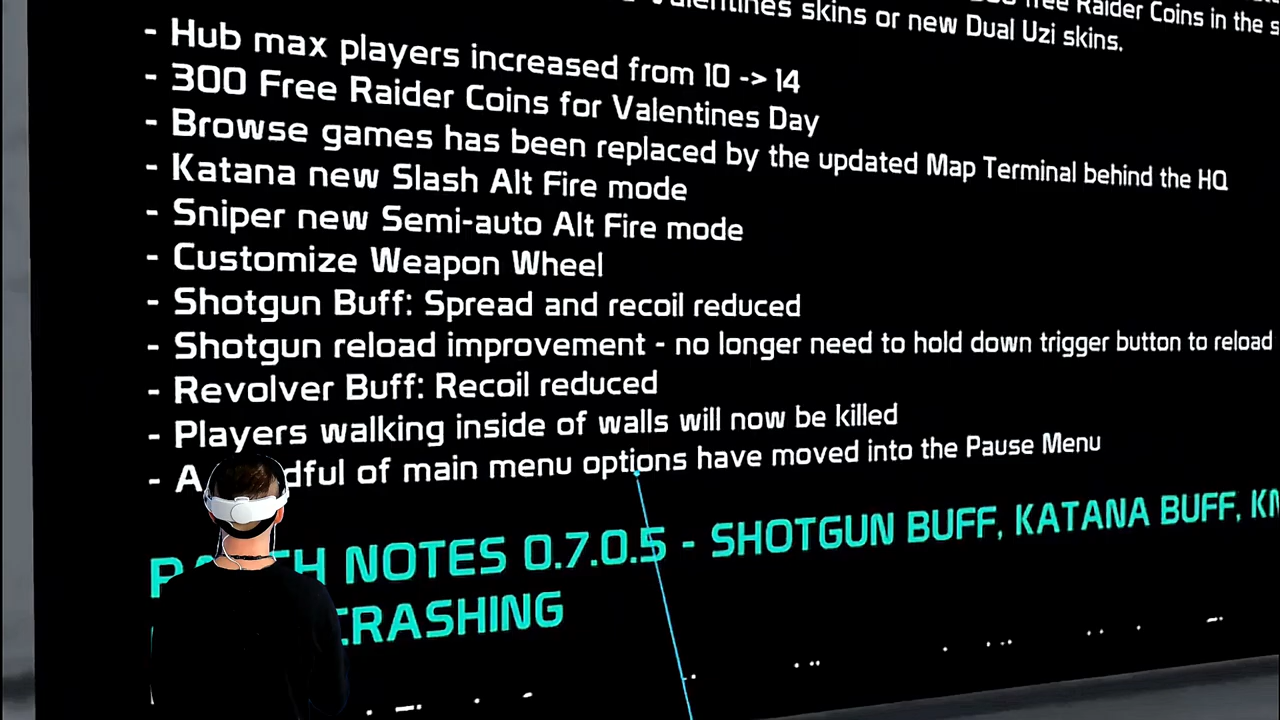 Valentines skins or new Dual Uzi skins.
free Raider Coins in the
- Hub max players increased from 10 -> 14
- 300 Free Raider Coins for Valentines Day
- Browse games has been replaced by the updated Map Terminal behind the HQ
- Katana new Slash Alt Fire mode
- Sniper new Semi-auto Alt Fire mode
- Customize Weapon Wheel
- Shotgun Buff: Spread and recoil reduced
- Shotgun reload improvement - no longer need to hold down trigger button to reload
- Revolver Buff: Recoil reduced
- Players walking inside of walls will now be killed
- A dful of main menu options have moved into the Pause Menu
H NOTES 0.7.0.5 - SHOTGUN BUFF, KATANA BUFF,
CRASHING